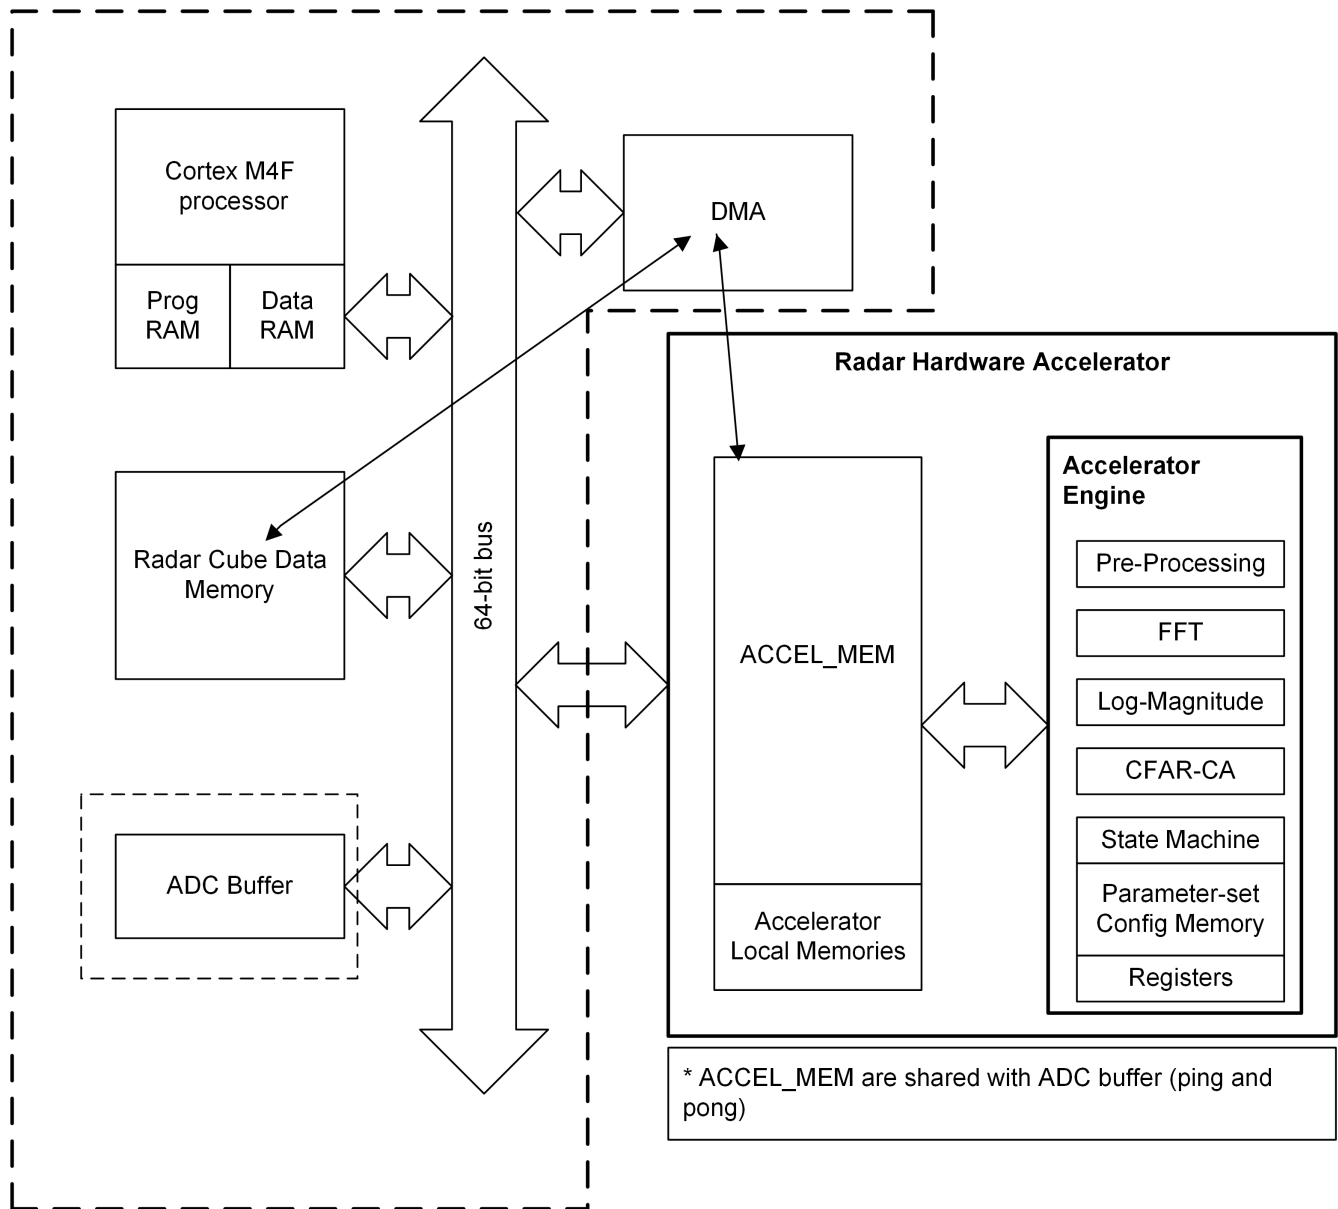 Cortex M4F
processor
Prog
RAM
Data
RAM
DMA
Radar Cube Data
Memory
64-bit bus
ADC Buffer
Radar Hardware Accelerator
ACCEL_MEM
Accelerator
Local Memories
Accelerator
Engine
Pre-Processing
FFT
Log-Magnitude
CFAR-CA
State Machine
Parameter-set
Config Memory
Registers
* ACCEL_MEM are shared with ADC buffer (ping and
pong)